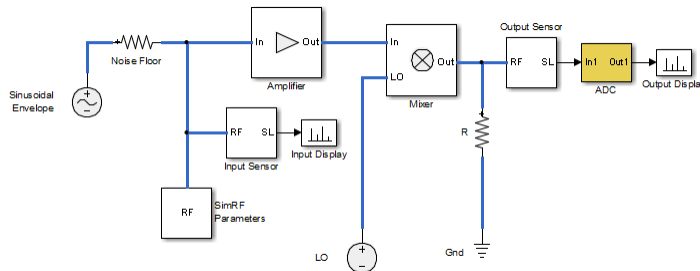 Output Sensor
In Out
In
Out
LO
RF SL
In1 Out1
Noise Floor
Sinusoidal
Envelope
Amplifier
Mixer
ADC
Output Display
RF SL
R
Input Sensor
Input Display
RF
SimRF
Parameters
LO
Gnd